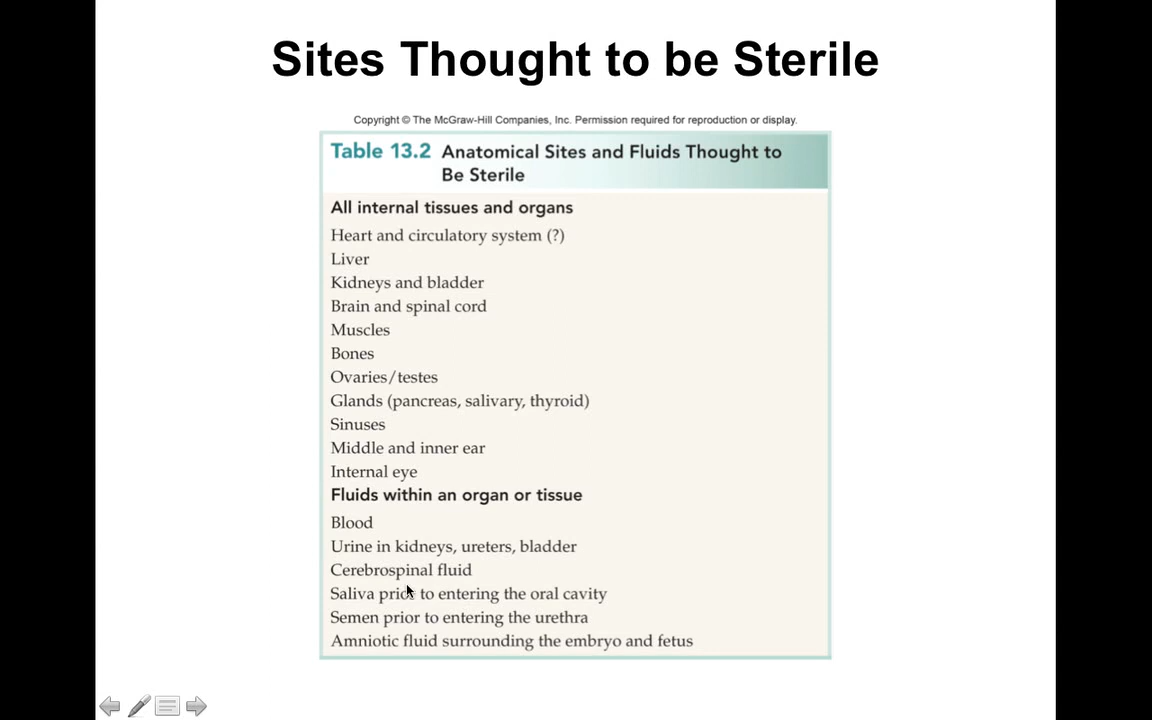 Sites Thought to be Sterile
Copyright © The McGraw-Hill Companies, Inc. Permission required for reproduction or display.
Table 13.2 Anatomical Sites and Fluids Thought to
Be Sterile
All internal tissues and organs
Heart and circulatory system (?)
Liver
Kidneys and bladder
Brain and spinal cord
Muscles
Bones
Ovaries/testes
Glands (pancreas, salivary, thyroid)
Sinuses
Middle and inner ear
Internal eye
Fluids within an organ or tissue
Blood
Urine in kidneys, ureters, bladder
Cerebrospinal fluid
Saliva prior to entering the oral cavity
Semen prior to entering the urethra
Amniotic fluid surrounding the embryo and fetus